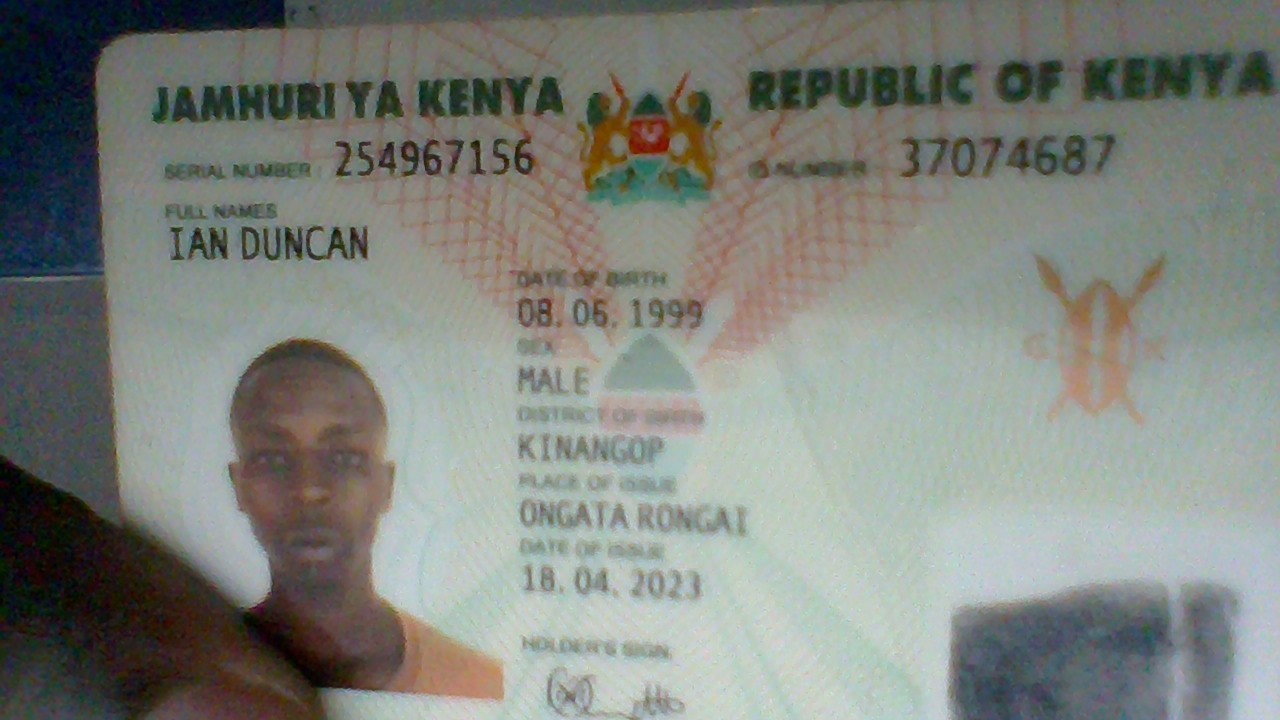 JAMHURI YA KENYA
REPUBLIC OF KENYA
SERIAL NUMBER : 254967156
ID NUMBER : 37074687
FULL NAMES
IAN DUNCAN
DATE OF BIRTH
08. 06. 1999
SEX
MALE
DISTRICT OF BIRTH
KINANGOP
PLACE OF ISSUE
ONGATA RONGAI
DATE OF ISSUE
18. 04. 2023
HOLDER'S SIGN.